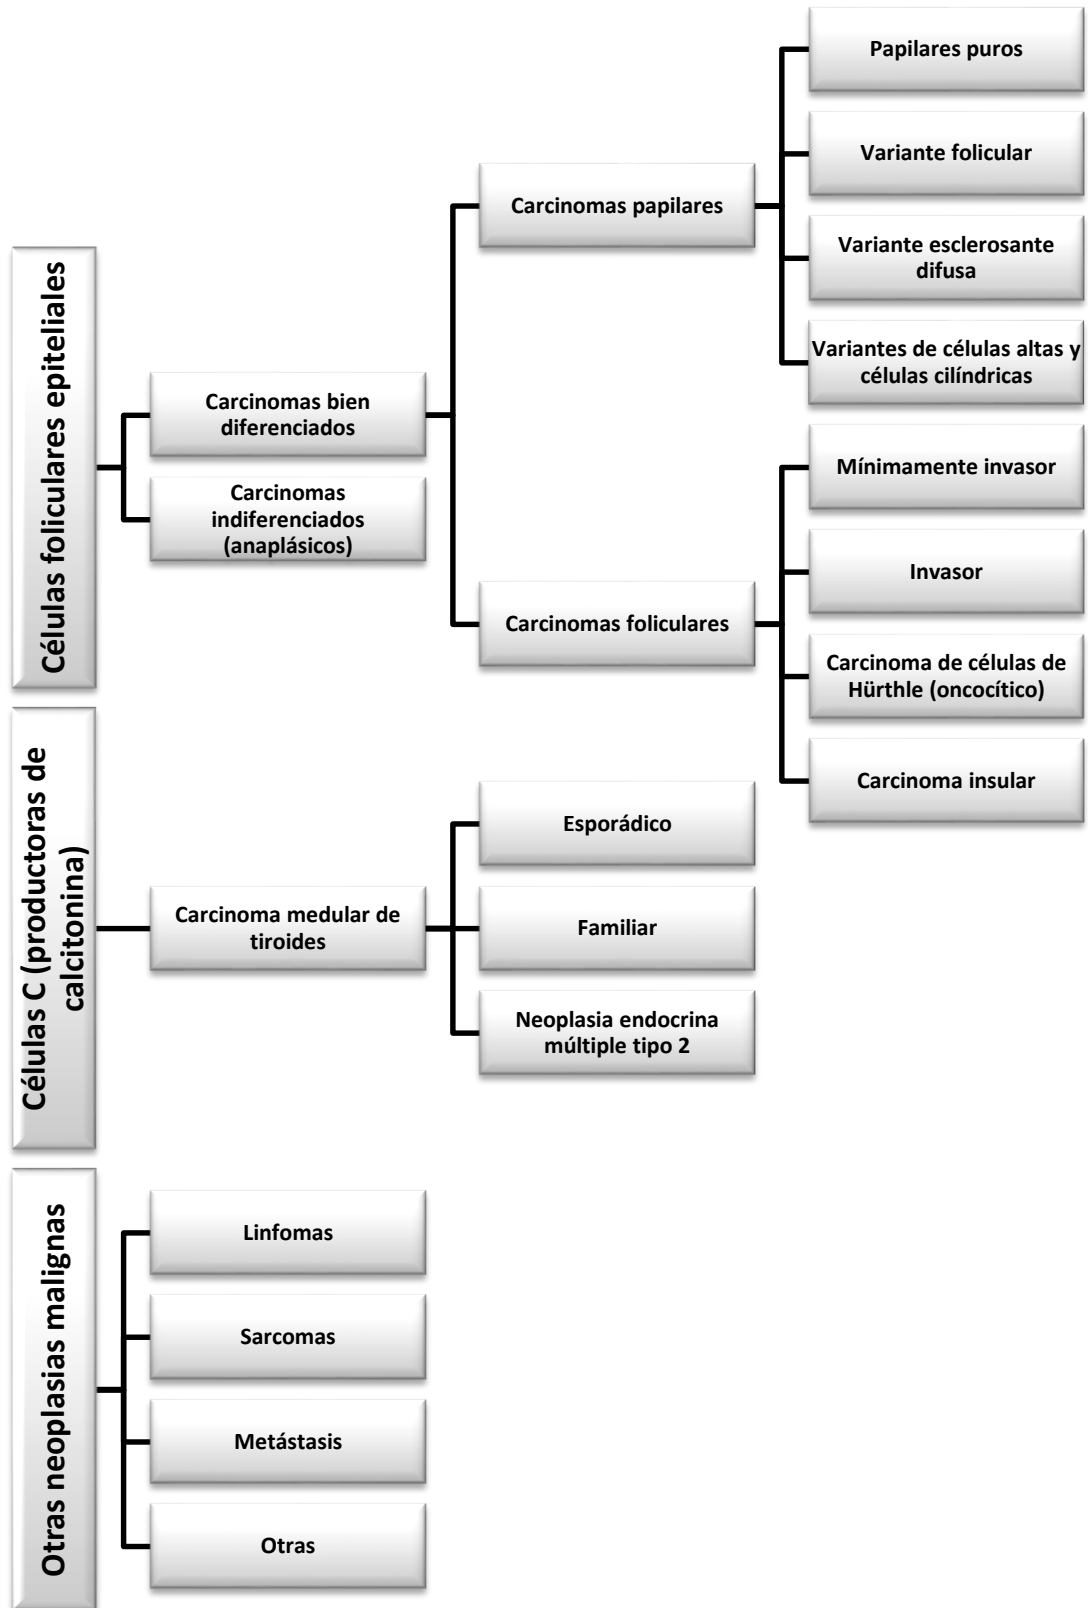 Células foliculares epiteliales
Carcinomas bien
diferenciados
Carcinomas papilares
Papilares puros
Variante folicular
Variante esclerosante
difusa
Variantes de células altas y
células cilíndricas
Carcinomas foliculares
Mínimamente invasor
Invasor
Carcinoma de células de
Hürthle (oncocítico)
Carcinoma insular
Carcinomas
indiferenciados
(anaplásicos)
Células C (productoras de
calcitonina)
Carcinoma medular de
tiroides
Esporádico
Familiar
Neoplasia endocrina
múltiple tipo 2
Otras neoplasias malignas
Linfomas
Sarcomas
Metástasis
Otras